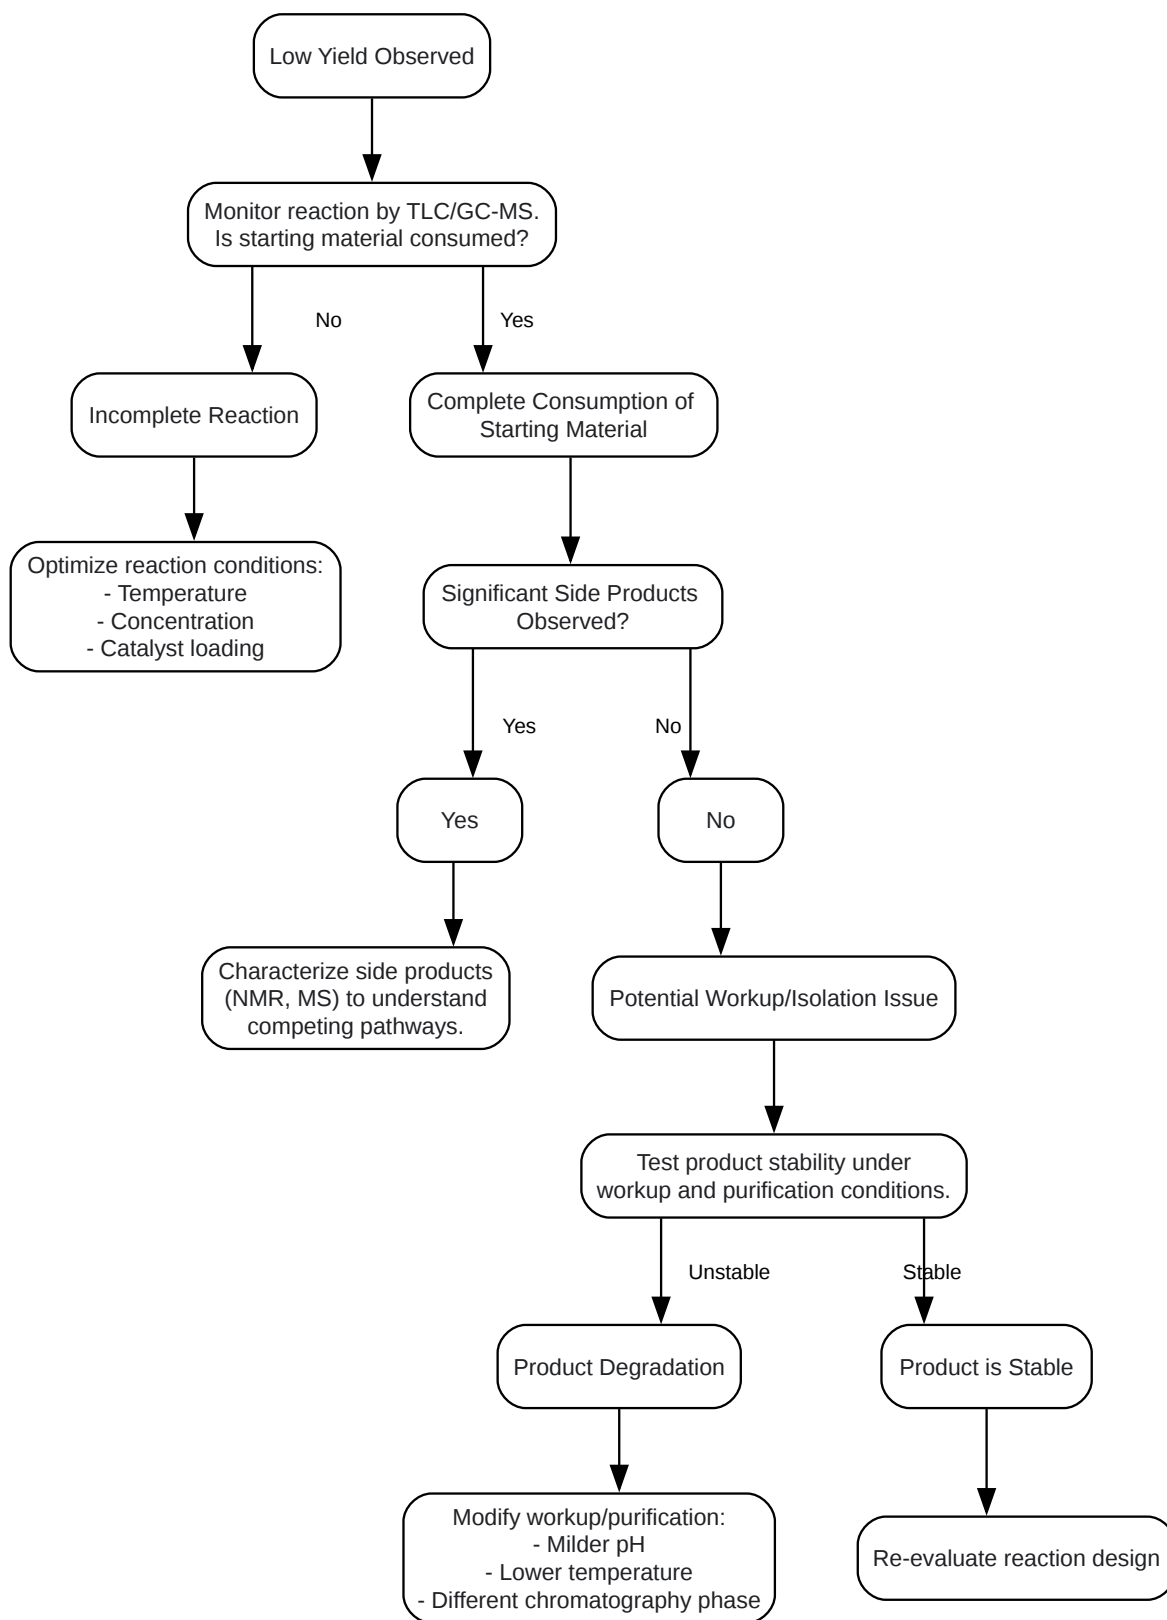 Low Yield Observed
Monitor reaction by TLC/GC-MS.
Is starting material consumed?
No
Yes
Incomplete Reaction
Complete Consumption of
Starting Material
Optimize reaction conditions:
- Temperature
- Concentration
- Catalyst loading
Significant Side Products
Observed?
Yes
No
Yes
No
Characterize side products
(NMR, MS) to understand
competing pathways.
Potential Workup/Isolation Issue
Test product stability under
workup and purification conditions.
Unstable
Stable
Product Degradation
Product is Stable
Modify workup/purification:
- Milder pH
- Lower temperature
- Different chromatography phase
Re-evaluate reaction design